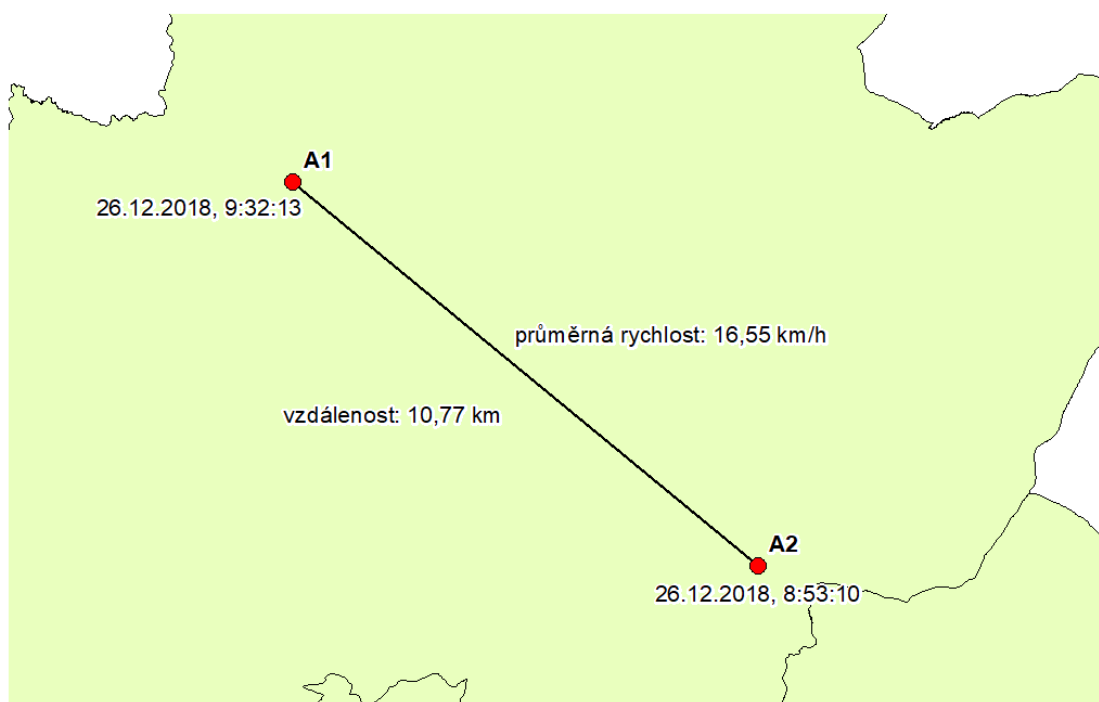 A1
26.12.2018, 9:32:13
průměrná rychlost: 16,55 km/h
vzdálenost: 10,77 km
A2
26.12.2018, 8:53:10